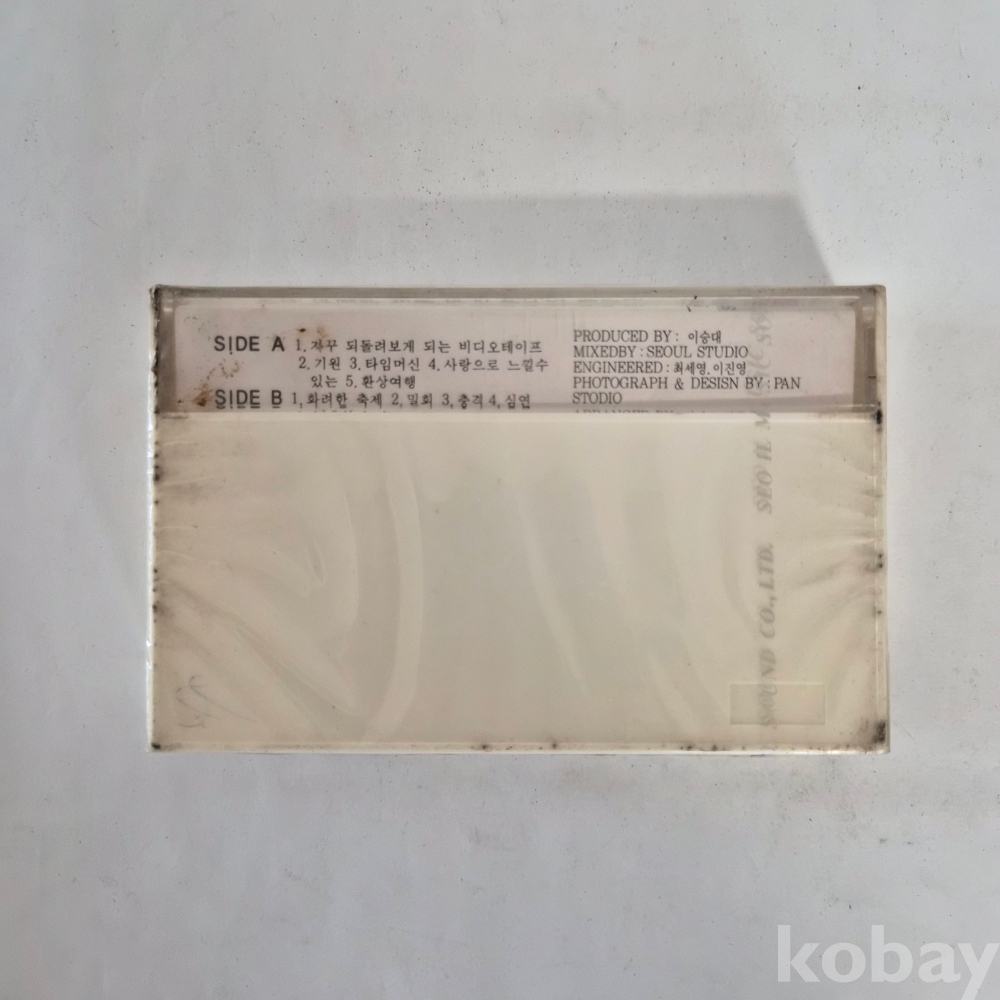 SIDE A 1. 자꾸 되돌려보게 되는 비디오테이프
2. 기원 3. 타임머신 4. 사랑으로 느낄수
있는 5. 환상여행
SIDE B 1, 화려한 축제 2, 밀회 3, 충격 4, 심연
PRODUCED BY : 이승대
MIXEDBY : SEOUL STUDIO
ENGINEERED : 최세영, 이진영
PHOTOGRAPH & DESISN BY : PAN
STODIO
SOUND CO., LTD.
kobay